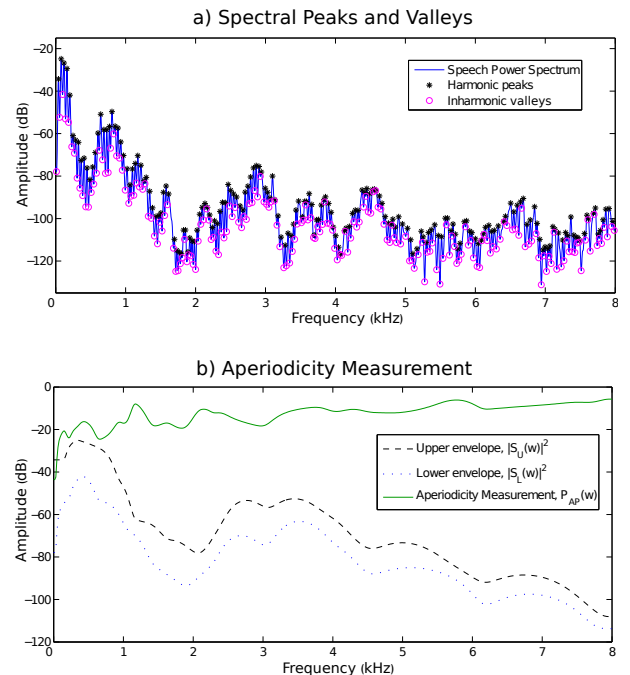 a) Spectral Peaks and Valleys
Amplitude (dB)
−20
−40
−60
−80
−100
−120
Speech Power Spectrum
Harmonic peaks
Inharmonic valleys
0 1 2 3 4 5 6 7 8
Frequency (kHz)
b) Aperiodicity Measurement
Amplitude (dB)
0
−20
−40
−60
−80
−100
−120
Upper envelope, |S_U(w)|^2
Lower envelope, |S_L(w)|^2
Aperiodicity Measurement, P_AP(w)
0 1 2 3 4 5 6 7 8
Frequency (kHz)